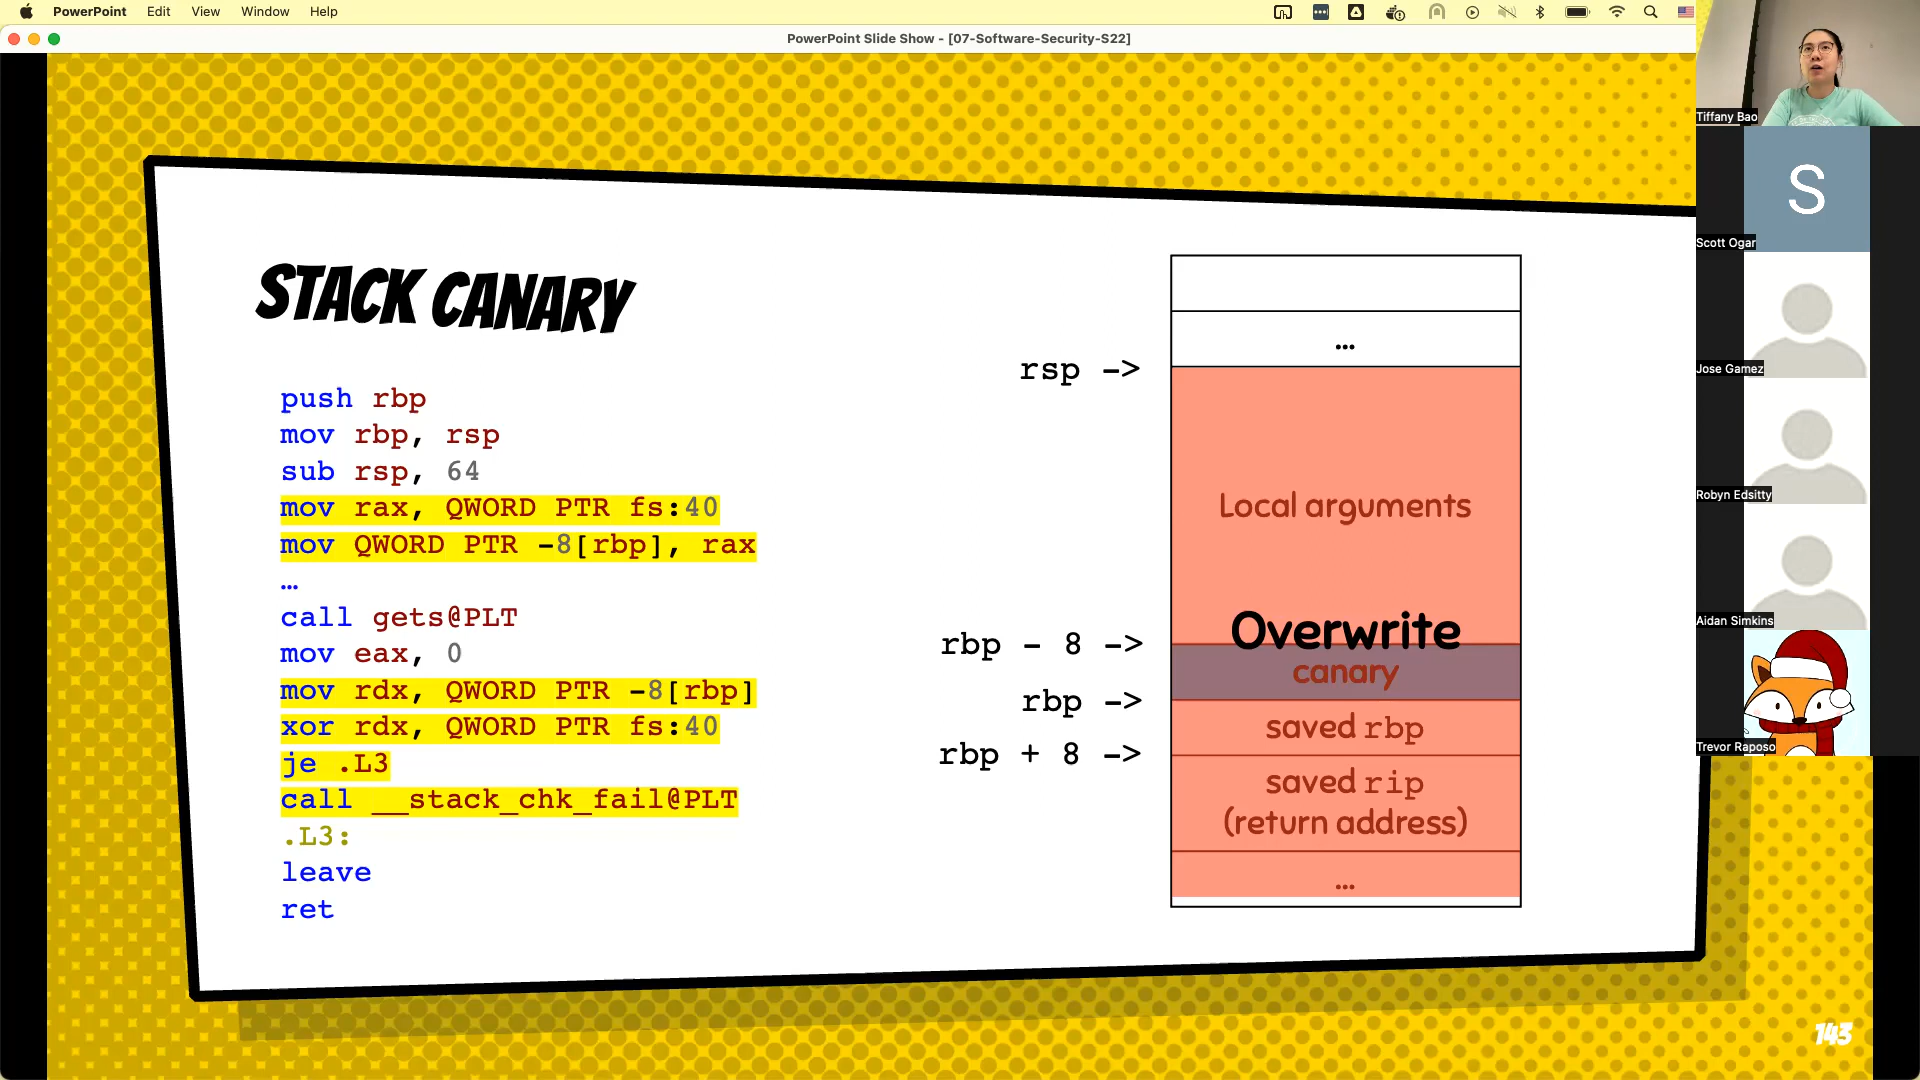 PowerPoint Edit View Window Help
PowerPoint Slide Show - [07-Software-Security-S22]
STACK CANARY
push rbp
mov rbp, rsp
sub rsp, 64
mov rax, QWORD PTR fs:40
mov QWORD PTR -8[rbp], rax
…
call gets@PLT
mov eax, 0
mov rdx, QWORD PTR -8[rbp]
xor rdx, QWORD PTR fs:40
je .L3
call __stack_chk_fail@PLT
.L3:
leave
ret
…
rsp ->
Local arguments
Overwrite
rbp - 8 ->
canary
rbp ->
saved rbp
rbp + 8 ->
saved rip
(return address)
…
143
Tiffany Bao
S
Scott Ogar
Jose Gamez
Robyn Edsitty
Aidan Simkins
Trevor Raposo